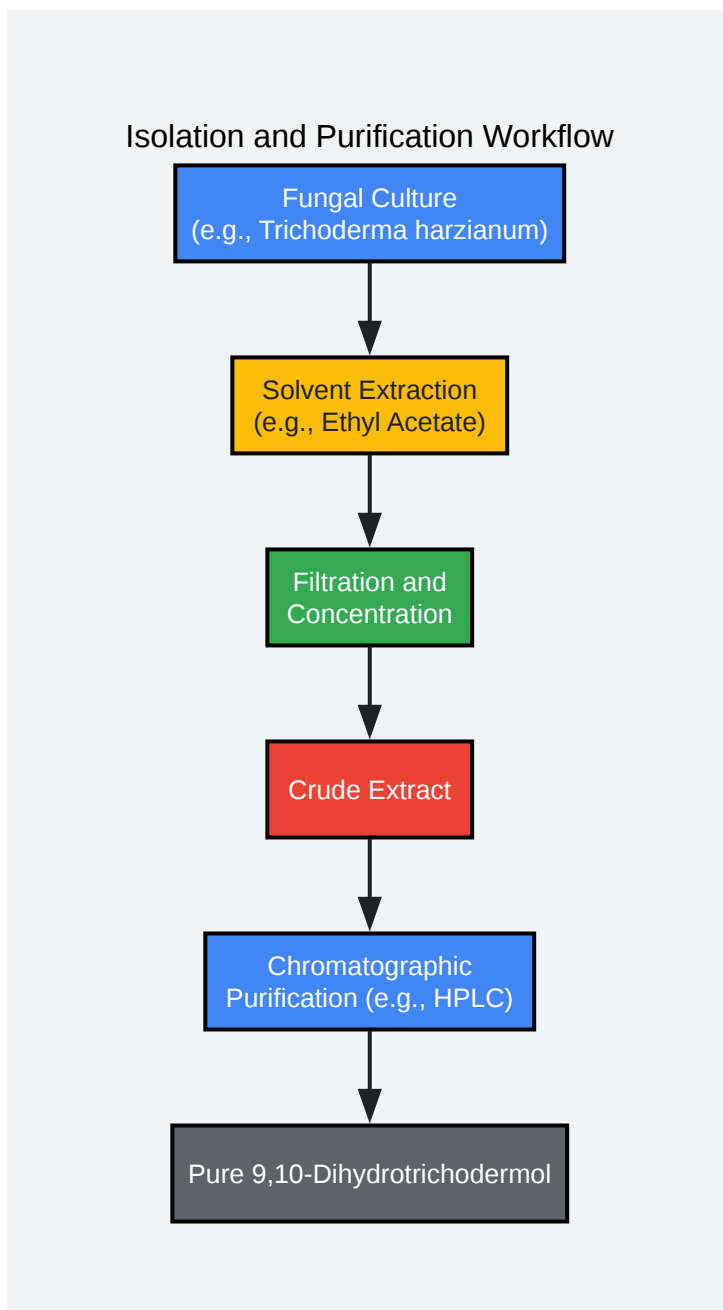 Isolation and Purification Workflow
Fungal Culture
(e.g., Trichoderma harzianum)
Solvent Extraction
(e.g., Ethyl Acetate)
Filtration and
Concentration
Crude Extract
Chromatographic
Purification (e.g., HPLC)
Pure 9,10-Dihydrotrichodermol